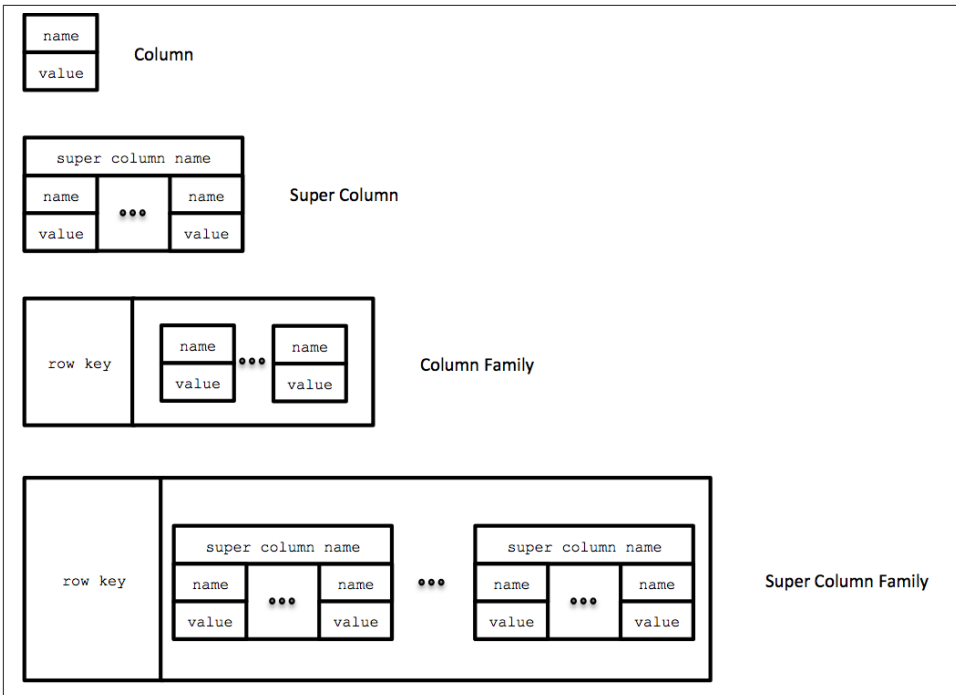 name
value
Column
super column name
name ... name
value value
Super Column
row key
name ... name
value value
Column Family
row key
super column name ... super column name
name ... name name ... name
value value value value
Super Column Family